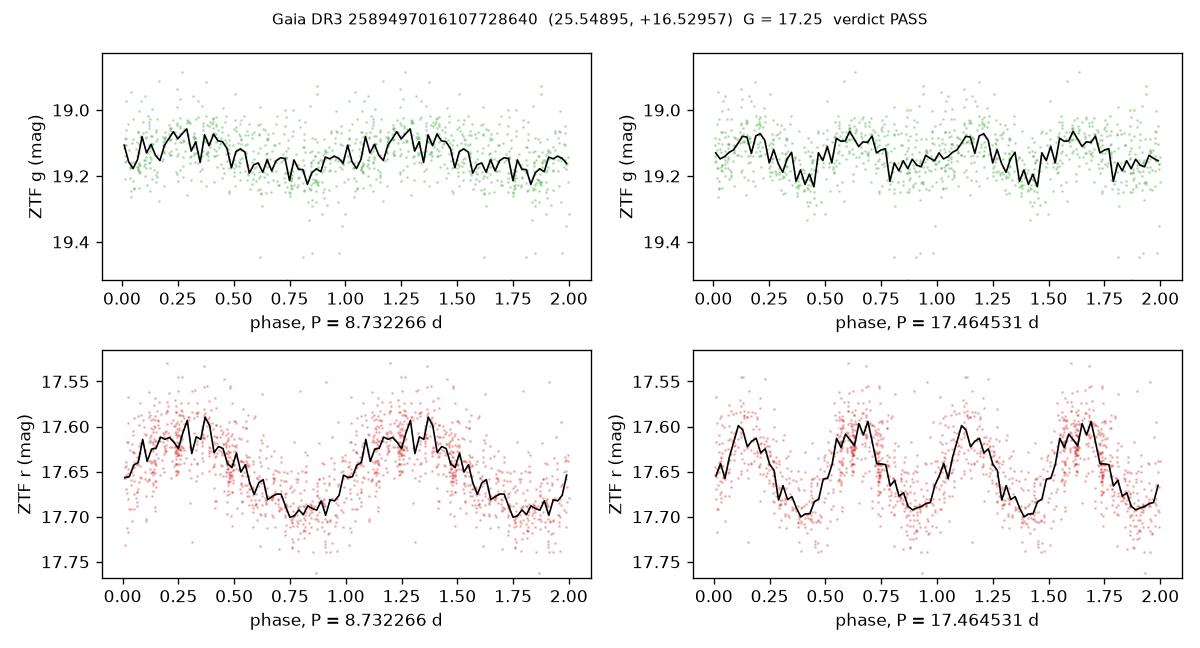 Gaia DR3 2589497016107728640 (25.54895, +16.52957) G = 17.25 verdict PASS
ZTF g (mag)
19.0
19.2
19.4
0.00 0.25 0.50 0.75 1.00 1.25 1.50 1.75 2.00
phase, P = 8.732266 d
ZTF g (mag)
19.0
19.2
19.4
0.00 0.25 0.50 0.75 1.00 1.25 1.50 1.75 2.00
phase, P = 17.464531 d
ZTF r (mag)
17.55
17.60
17.65
17.70
17.75
0.00 0.25 0.50 0.75 1.00 1.25 1.50 1.75 2.00
phase, P = 8.732266 d
ZTF r (mag)
17.55
17.60
17.65
17.70
17.75
0.00 0.25 0.50 0.75 1.00 1.25 1.50 1.75 2.00
phase, P = 17.464531 d